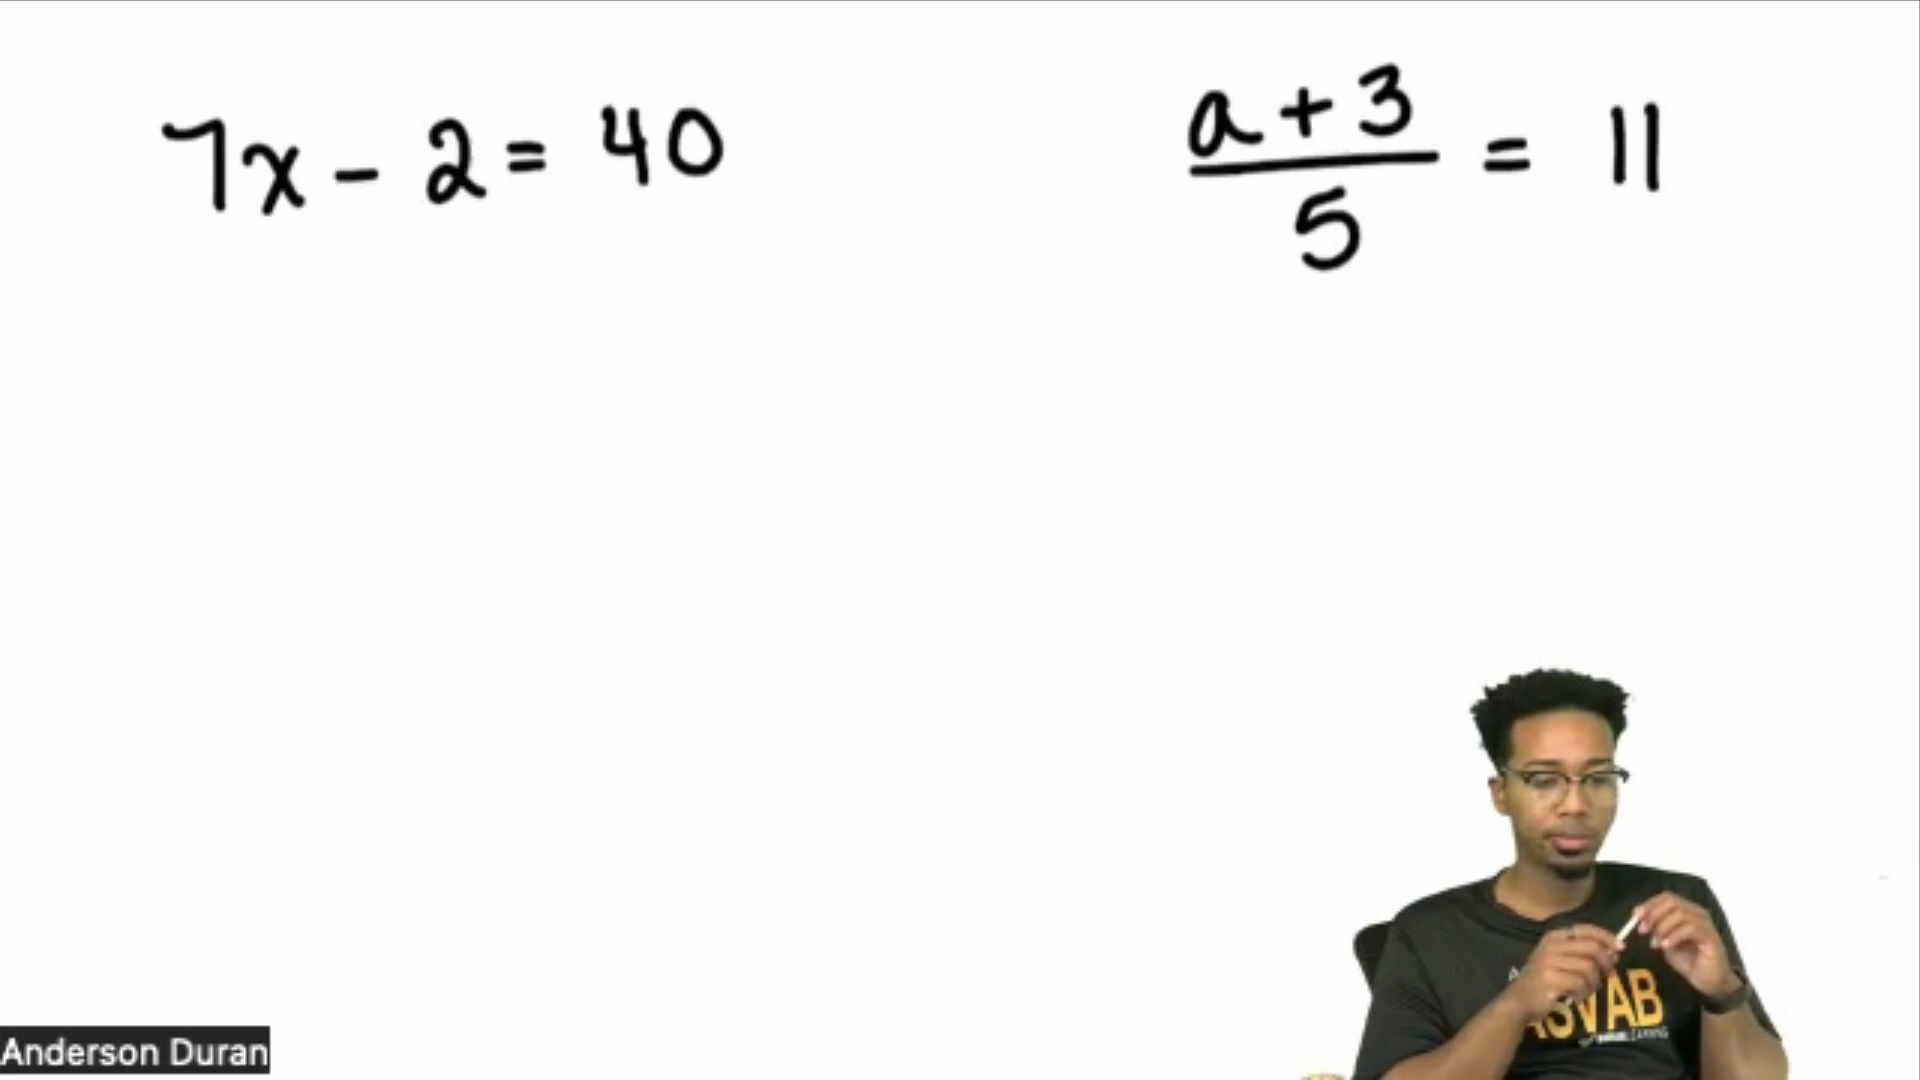 7x - 2 = 40
a + 3
5
= 11
ASVAB
Anderson Duran